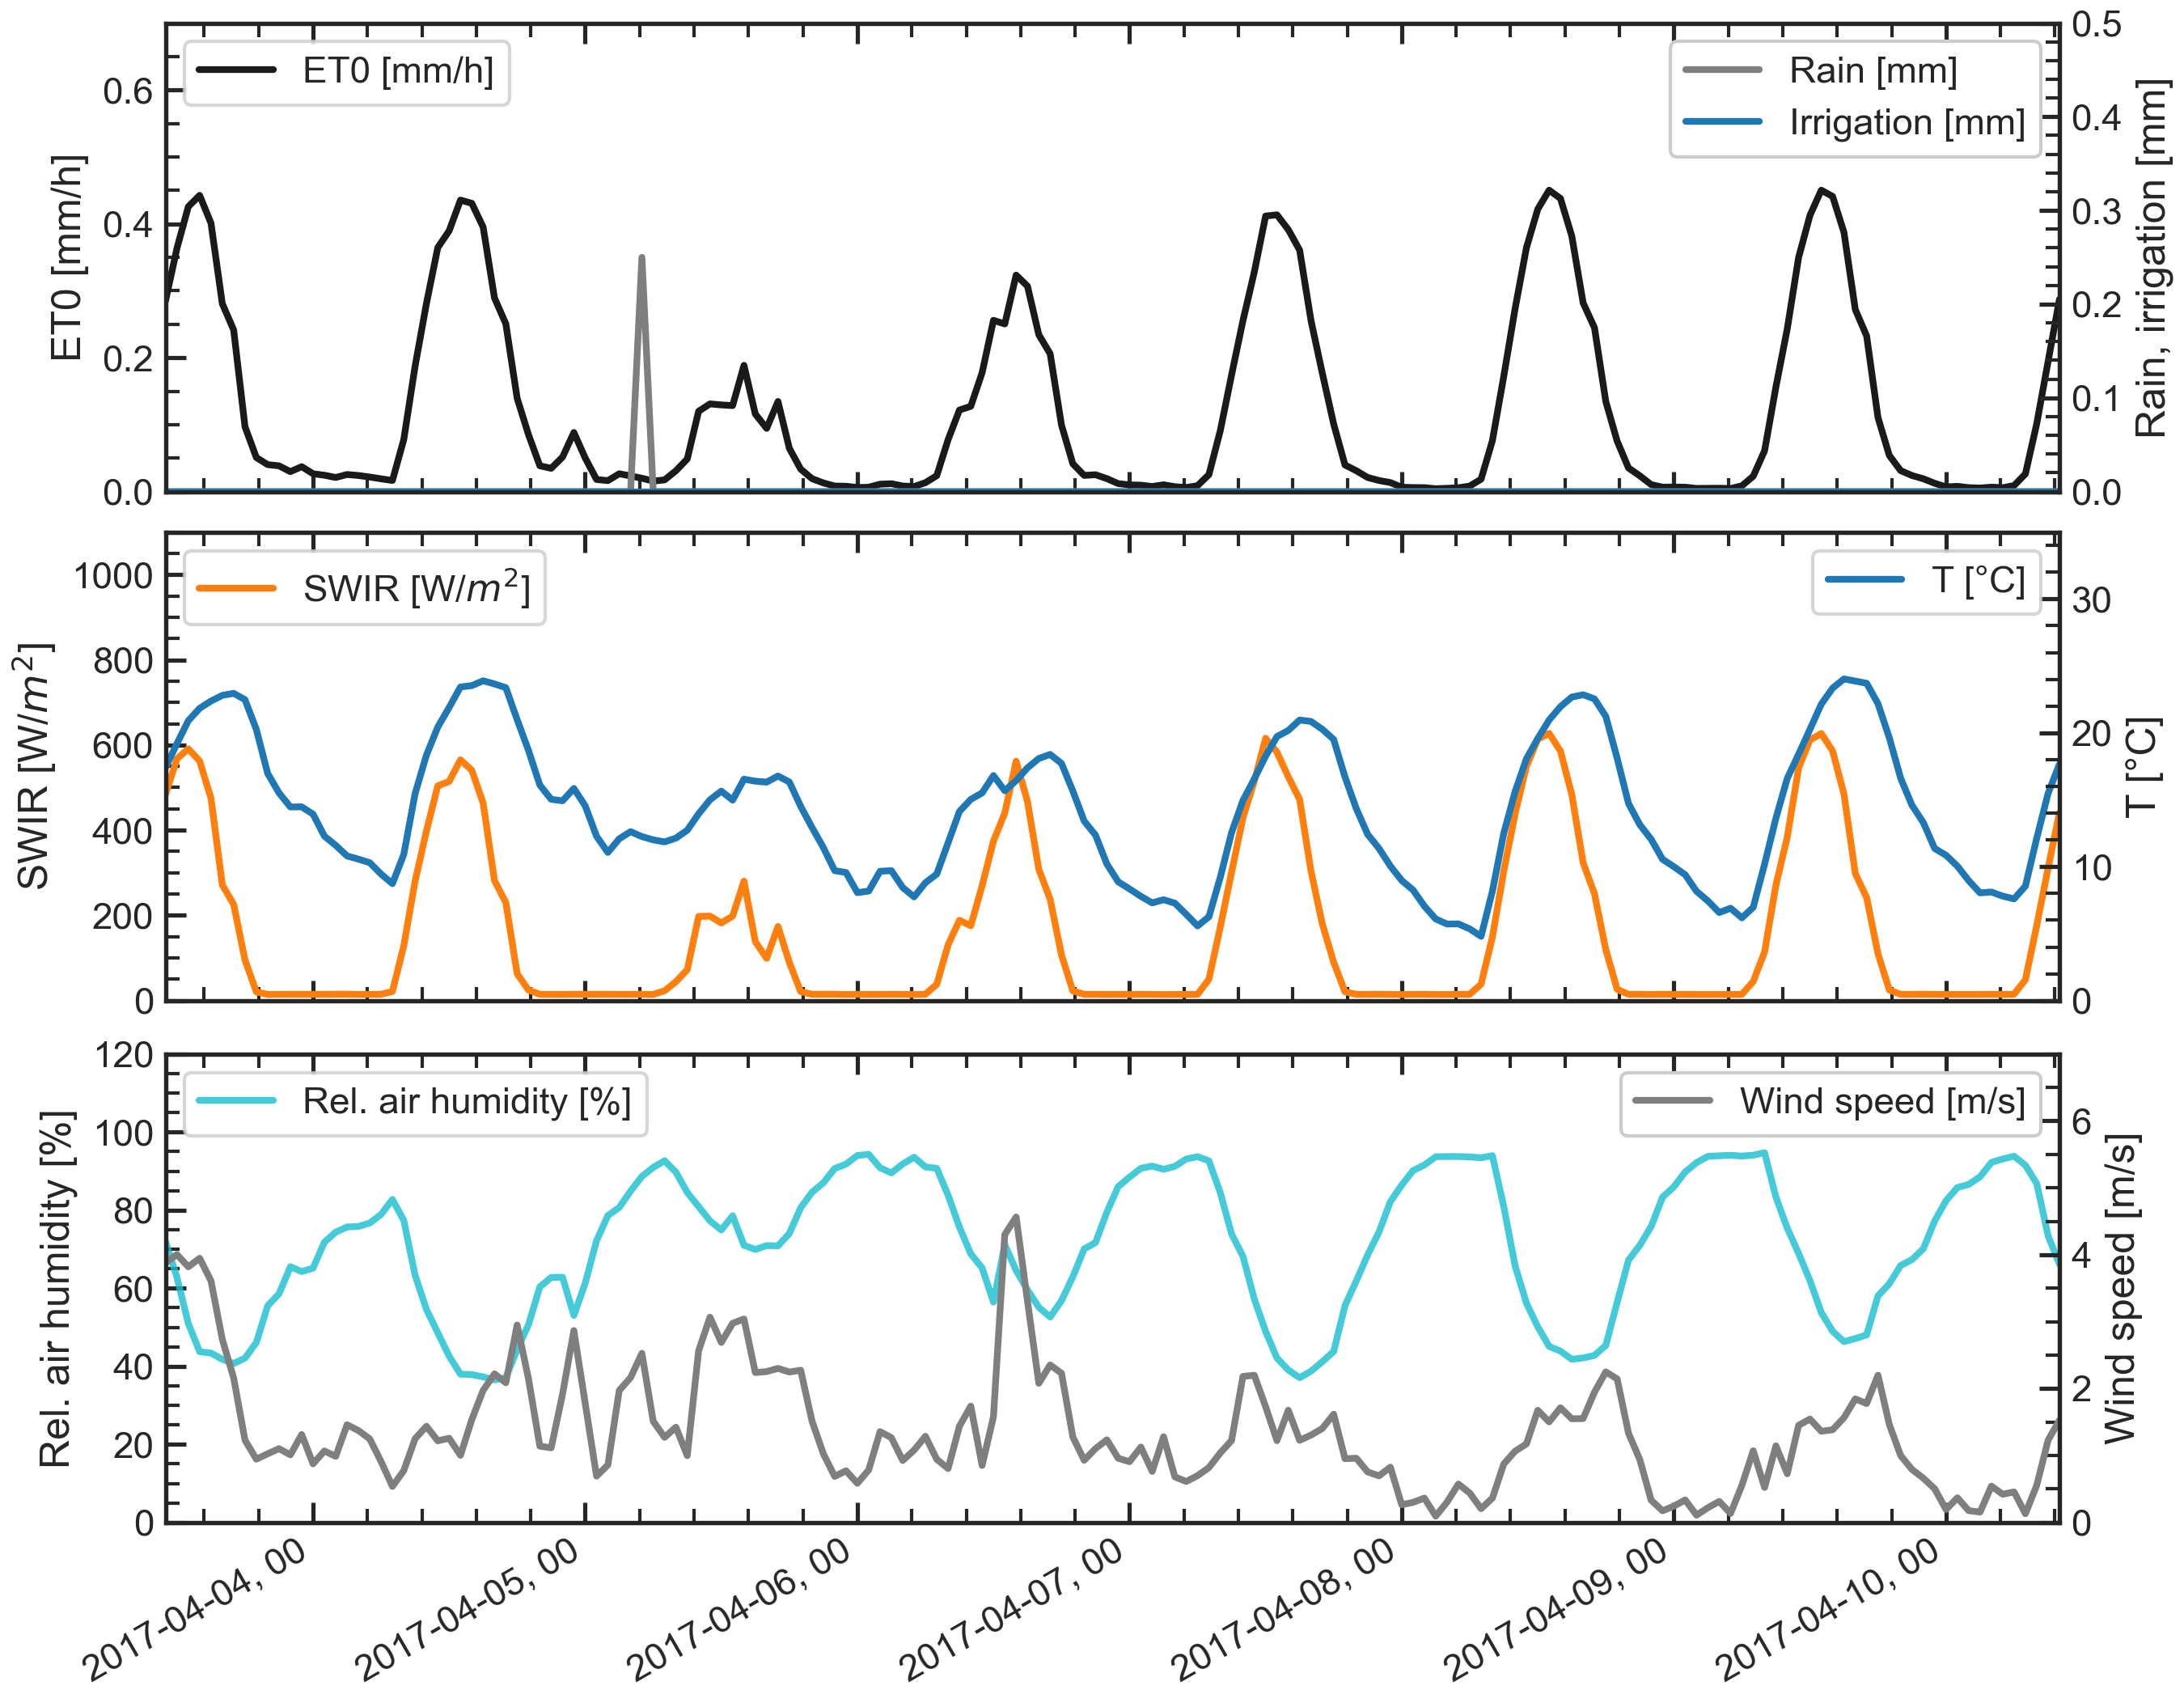 ET0 [mm/h]
Rain [mm]
Irrigation [mm]
ET0 [mm/h]
0.6
0.4
0.2
0.0
0.5
0.4
0.3
0.2
0.1
0.0
Rain, irrigation [mm]
SWIR [W/m²]
T [°C]
SWIR [W/m²]
1000
800
600
400
200
0
30
20
10
0
T [°C]
Rel. air humidity [%]
Wind speed [m/s]
Rel. air humidity [%]
120
100
80
60
40
20
0
6
4
2
0
Wind speed [m/s]
2017-04-04, 00
2017-04-05, 00
2017-04-06, 00
2017-04-07, 00
2017-04-08, 00
2017-04-09, 00
2017-04-10, 00